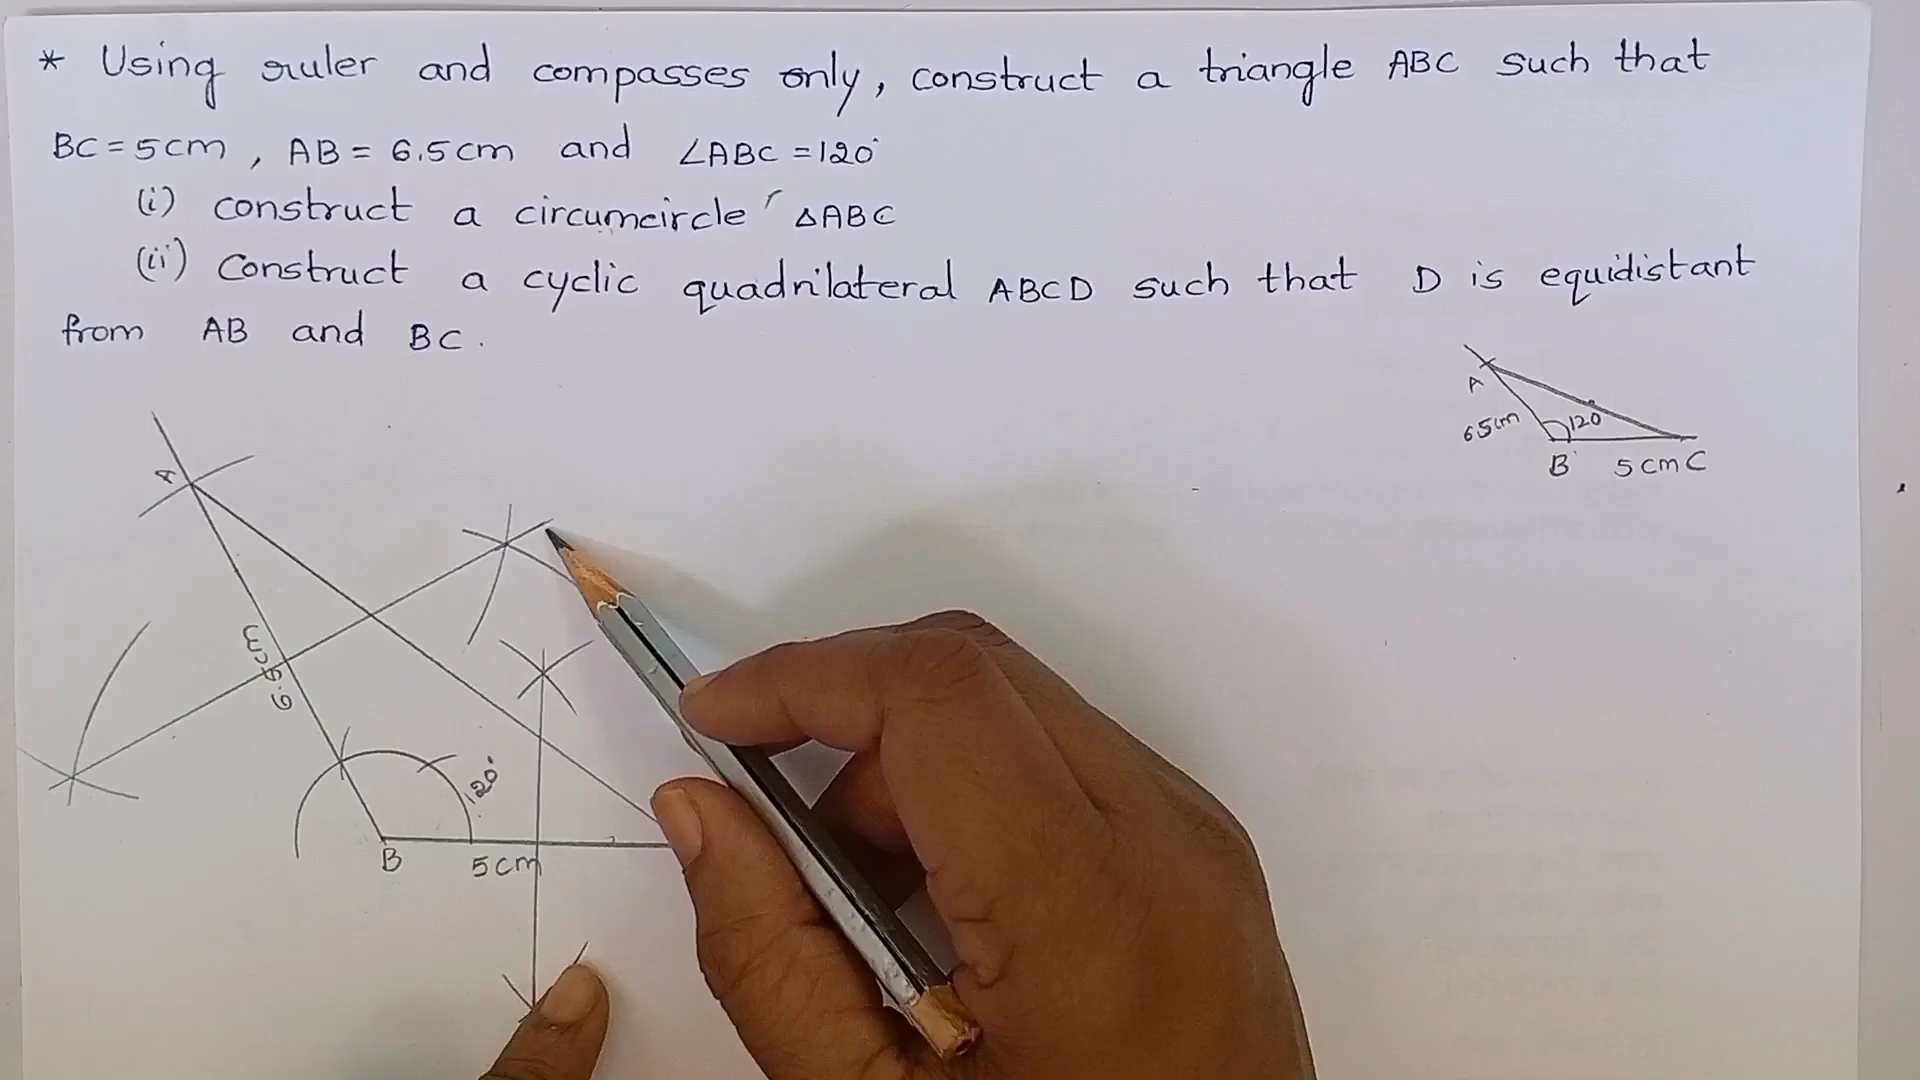 * Using ruler and compasses only, construct a triangle ABC such that
BC = 5cm, AB = 6.5cm and ∠ABC = 120°
(i) construct a circumcircle △ABC
(ii) Construct a cyclic quadrilateral ABCD such that D is equidistant
from AB and BC.
A
6.5cm
120
B 5cm C
A
6.5cm
120°
B 5cm